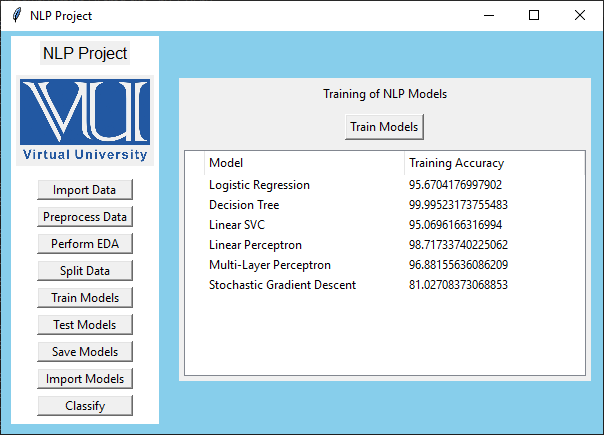 NLP Project
NLP Project
VU
Virtual University
Import Data
Preprocess Data
Perform EDA
Split Data
Train Models
Test Models
Save Models
Import Models
Classify
Training of NLP Models
Train Models
Model Training Accuracy
Logistic Regression 95.6704176997902
Decision Tree 99.99523173755483
Linear SVC 95.0696166316994
Linear Perceptron 98.71733740225062
Multi-Layer Perceptron 96.88155636086209
Stochastic Gradient Descent 81.02708373068853